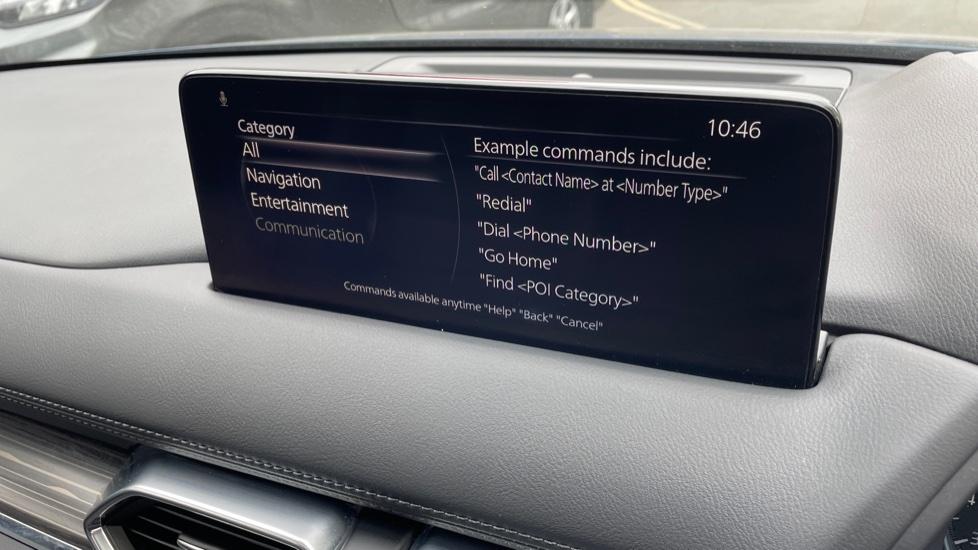 10:46
Category
All
Navigation
Entertainment
Communication
Example commands include:
"Call <Contact Name> at <Number Type>"
"Redial"
"Dial <Phone Number>"
"Go Home"
"Find <POI Category>"
Commands available anytime "Help" "Back" "Cancel"